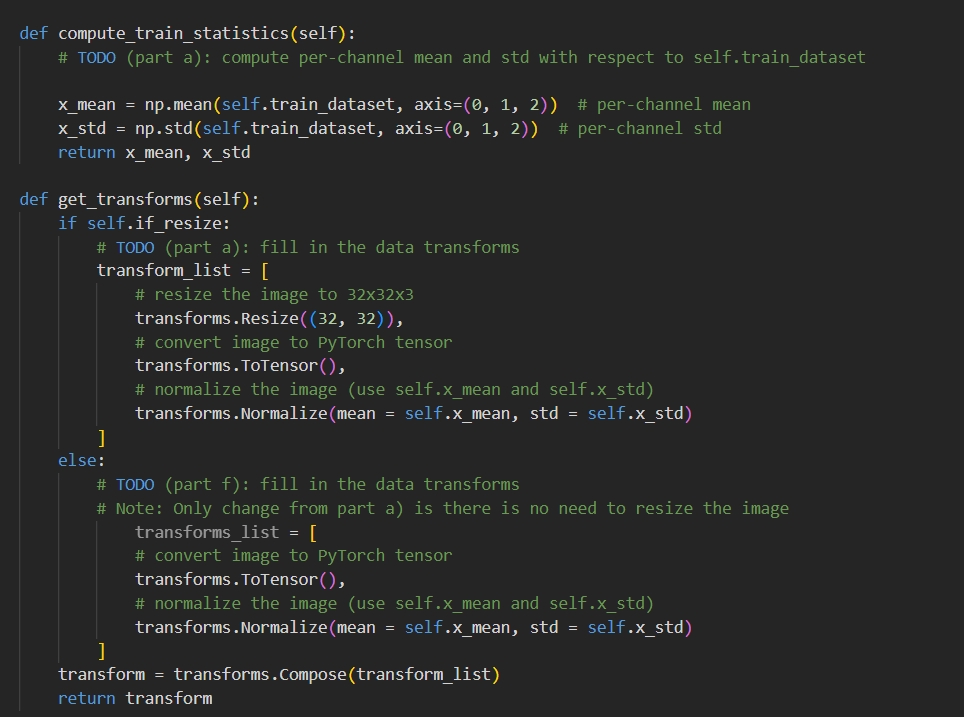 def compute_train_statistics(self):
# TODO (part a): compute per-channel mean and std with respect to self.train_dataset
x_mean = np.mean(self.train_dataset, axis=(0, 1, 2))  # per-channel mean
x_std = np.std(self.train_dataset, axis=(0, 1, 2))  # per-channel std
return x_mean, x_std
def get_transforms(self):
if self.if_resize:
# TODO (part a): fill in the data transforms
transform_list = [
# resize the image to 32x32x3
transforms.Resize((32, 32)),
# convert image to PyTorch tensor
transforms.ToTensor(),
# normalize the image (use self.x_mean and self.x_std)
transforms.Normalize(mean = self.x_mean, std = self.x_std)
]
else:
# TODO (part f): fill in the data transforms
# Note: Only change from part a) is there is no need to resize the image
transforms_list = [
# convert image to PyTorch tensor
transforms.ToTensor(),
# normalize the image (use self.x_mean and self.x_std)
transforms.Normalize(mean = self.x_mean, std = self.x_std)
]
transform = transforms.Compose(transform_list)
return transform